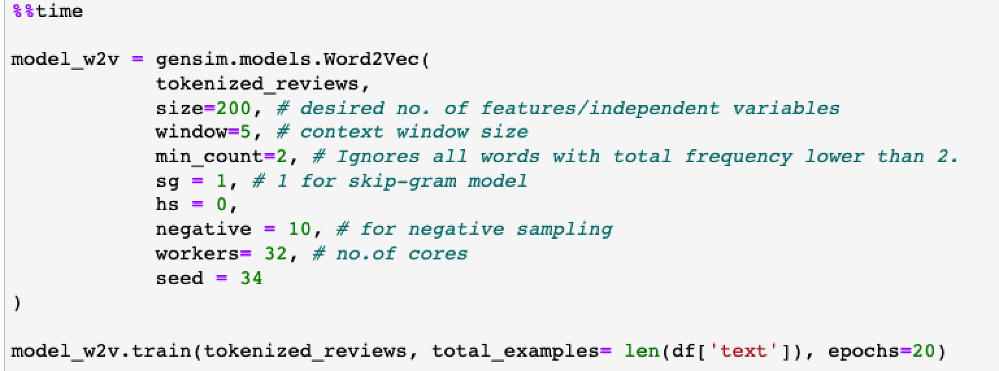 %%time
model_w2v = gensim.models.Word2Vec(
tokenized_reviews,
size=200, # desired no. of features/independent variables
window=5, # context window size
min_count=2, # Ignores all words with total frequency lower than 2.
sg = 1, # 1 for skip-gram model
hs = 0,
negative = 10, # for negative sampling
workers= 32, # no.of cores
seed = 34
)
model_w2v.train(tokenized_reviews, total_examples= len(df['text']), epochs=20)